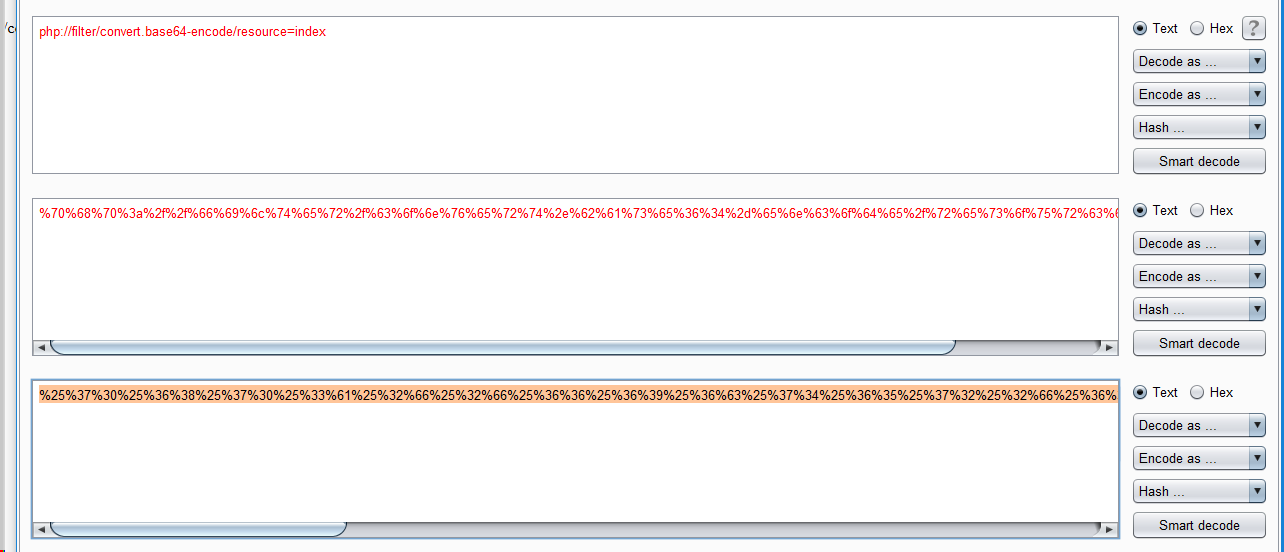 /c
php://filter/convert.base64-encode/resource=index
Text Hex ?
Decode as ...
Encode as ...
Hash ...
Smart decode
%70%68%70%3a%2f%2f%66%69%6c%74%65%72%2f%63%6f%6e%76%65%72%74%2e%62%61%73%65%36%34%2d%65%6e%63%6f%64%65%2f%72%65%73%6f%75%72%63%6
Text Hex
Decode as ...
Encode as ...
Hash ...
Smart decode
%25%37%30%25%36%38%25%37%30%25%33%61%25%32%66%25%32%66%25%36%36%25%36%39%25%36%63%25%37%34%25%36%35%25%37%32%25%32%66%25%36%
Text Hex
Decode as ...
Encode as ...
Hash ...
Smart decode